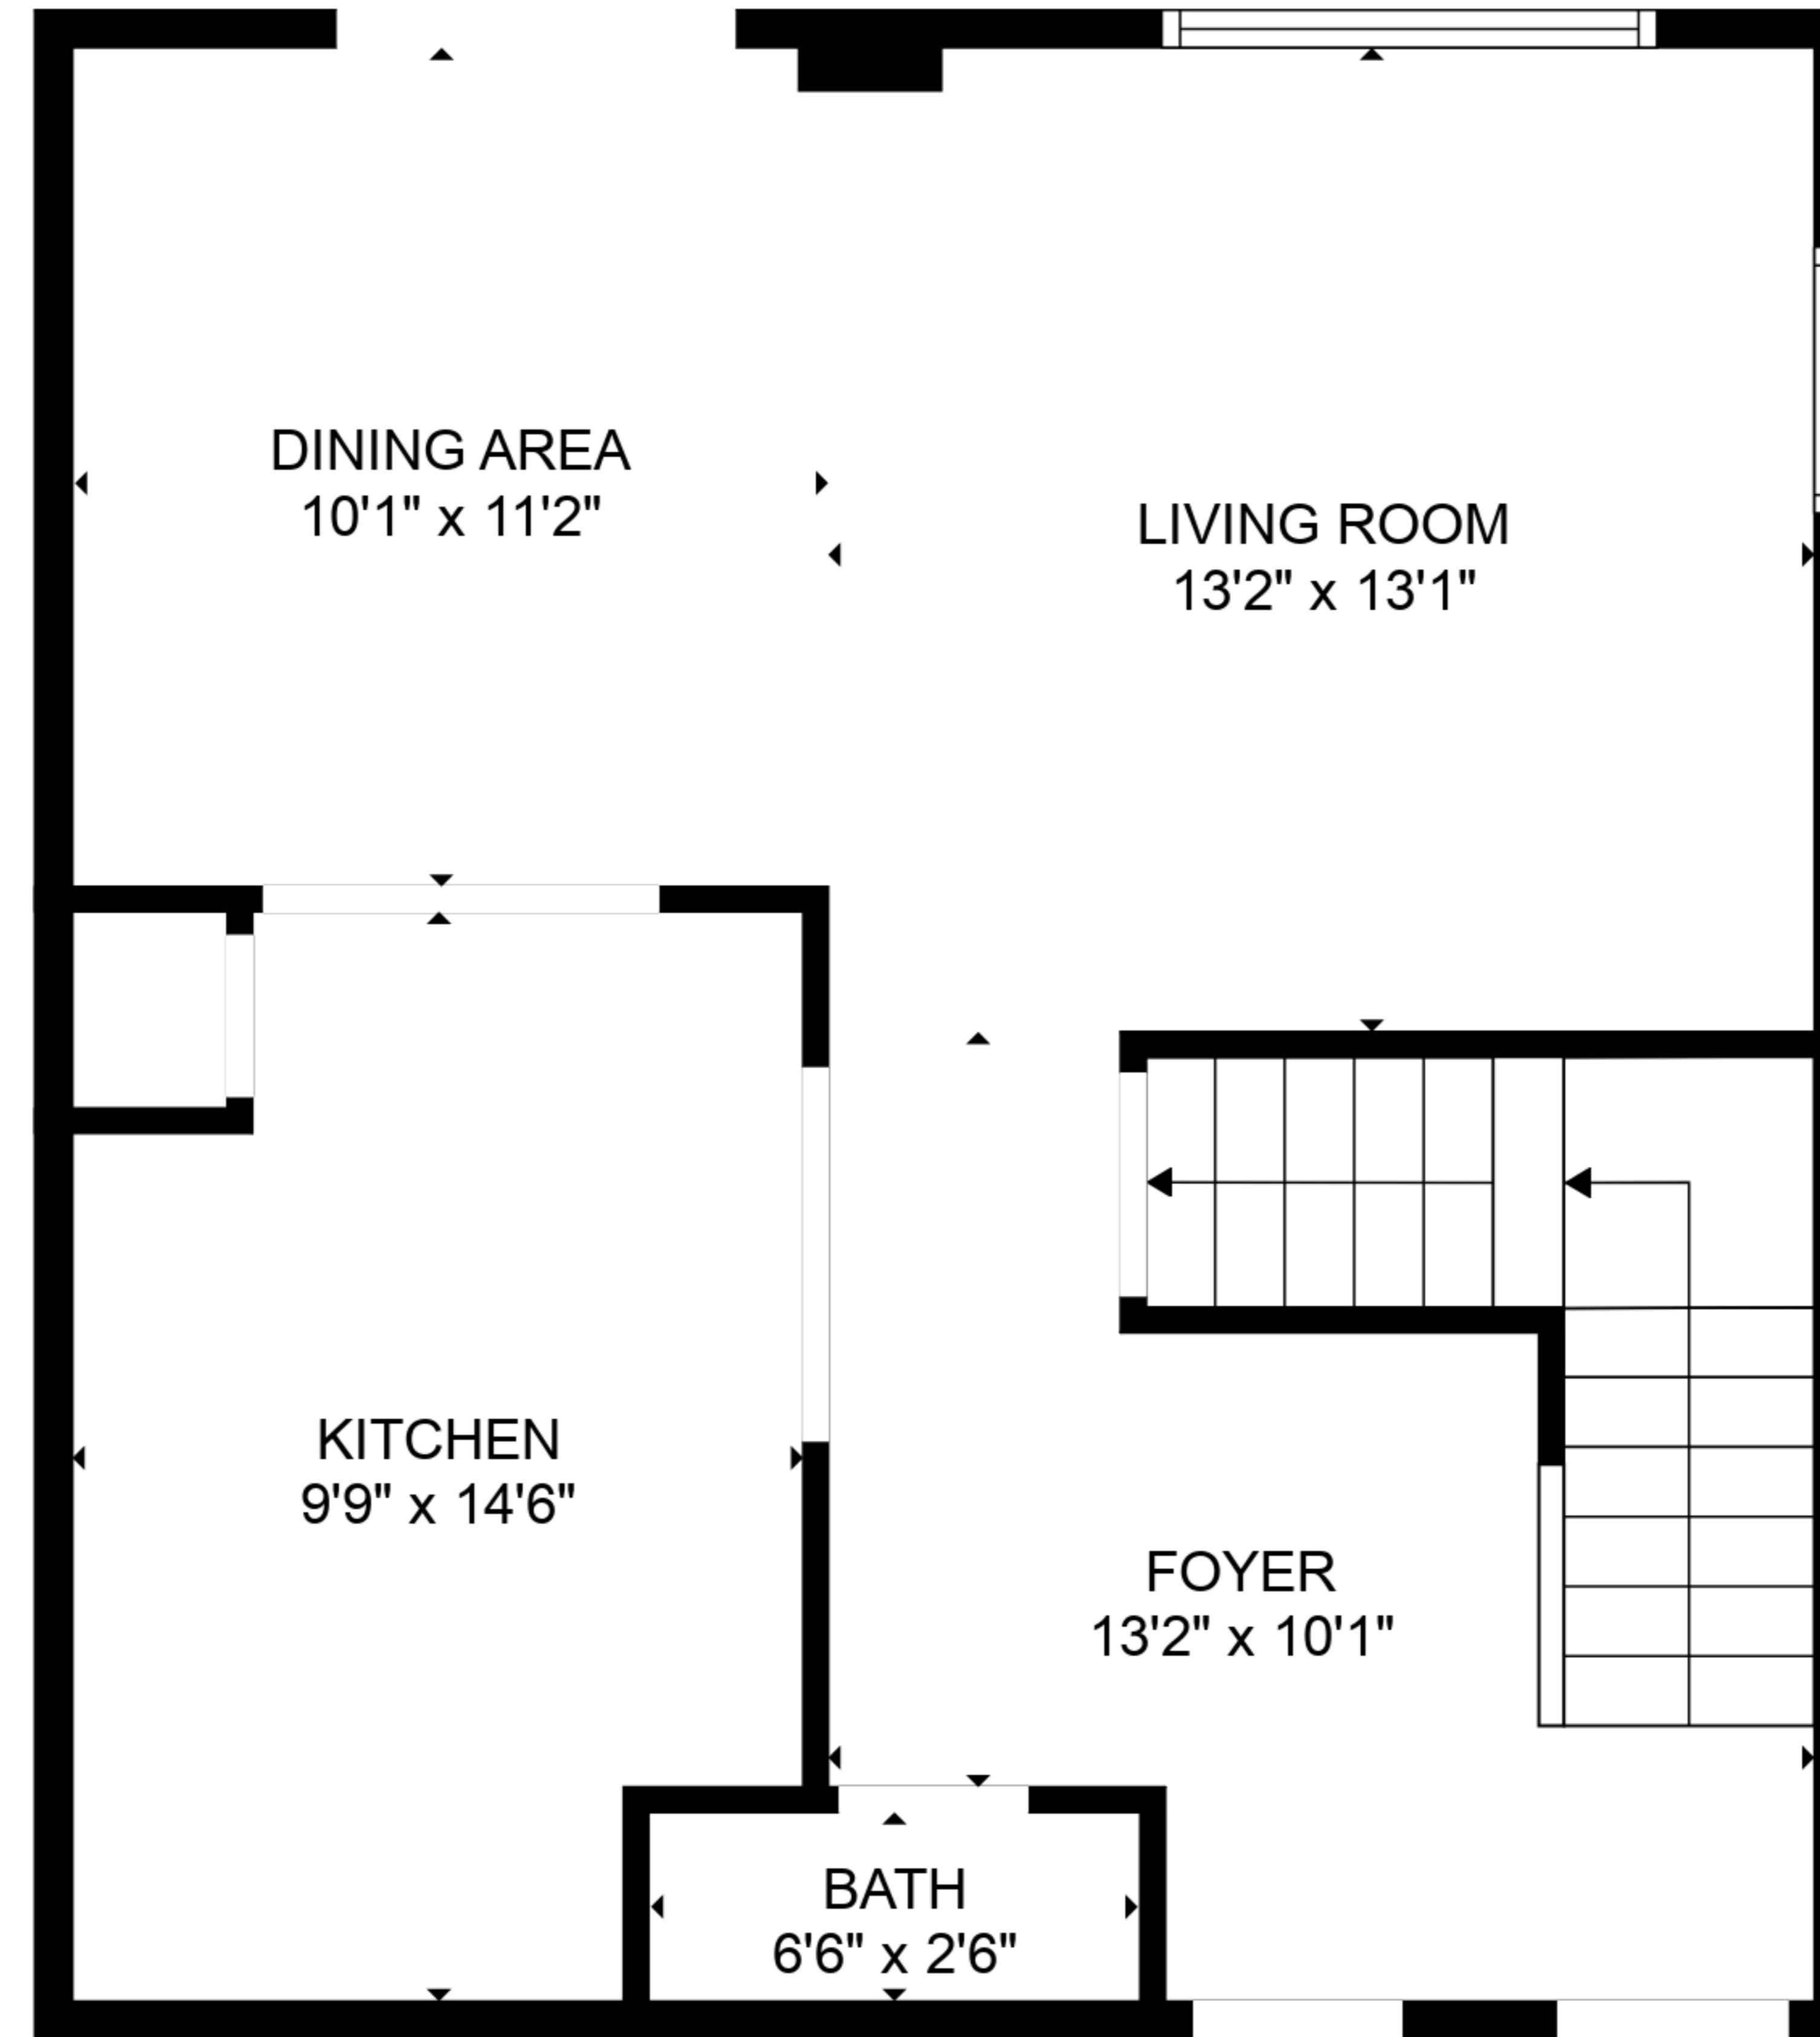 DINING AREA
10'1" x 11'2"
LIVING ROOM
13'2" x 13'1"
KITCHEN
9'9" x 14'6"
FOYER
13'2" x 10'1"
BATH
6'6" x 2'6"